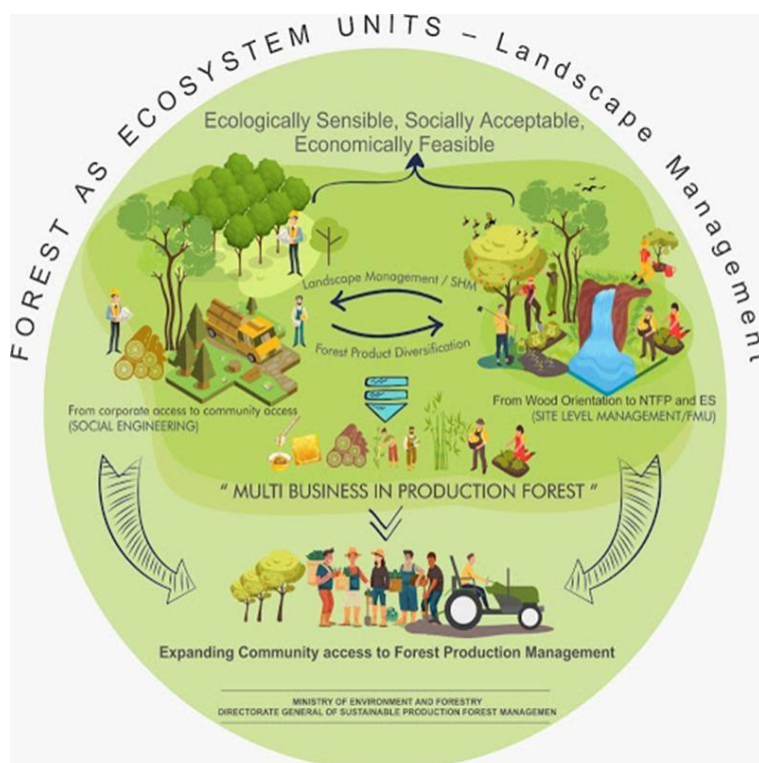 FOREST AS ECOSYSTEM UNITS – Landscape Management
Ecologically Sensible, Socially Acceptable,
Economically Feasible
Landscape Management / SHM
Forest Product Diversification
From corporate access to community access
(SOCIAL ENGINEERING)
From Wood Orientation to NTFP and ES
(SITE LEVEL MANAGEMENT/FMU)
" MULTI BUSINESS IN PRODUCTION FOREST "
Expanding Community access to Forest Production Management
MINISTRY OF ENVIRONMENT AND FORESTRY
DIRECTORATE GENERAL OF SUSTAINABLE PRODUCTION FOREST MANAGEMEN